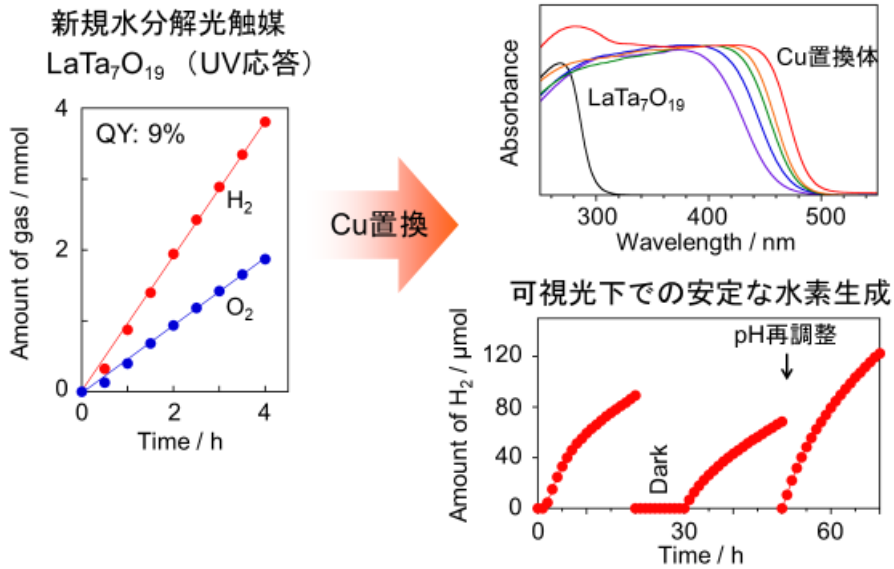 新規水分解光触媒
LaTa₇O₁₉（UV応答）
4
2
0
Amount of gas / mmol
QY: 9%
H₂
O₂
0
2
4
Time / h
Cu置換
Absorbance
Cu置換体
LaTa₇O₁₉
300
400
500
Wavelength / nm
可視光下での安定な水素生成
pH再調整
120
80
40
0
Amount of H₂ / μmol
Dark
0
30
60
Time / h